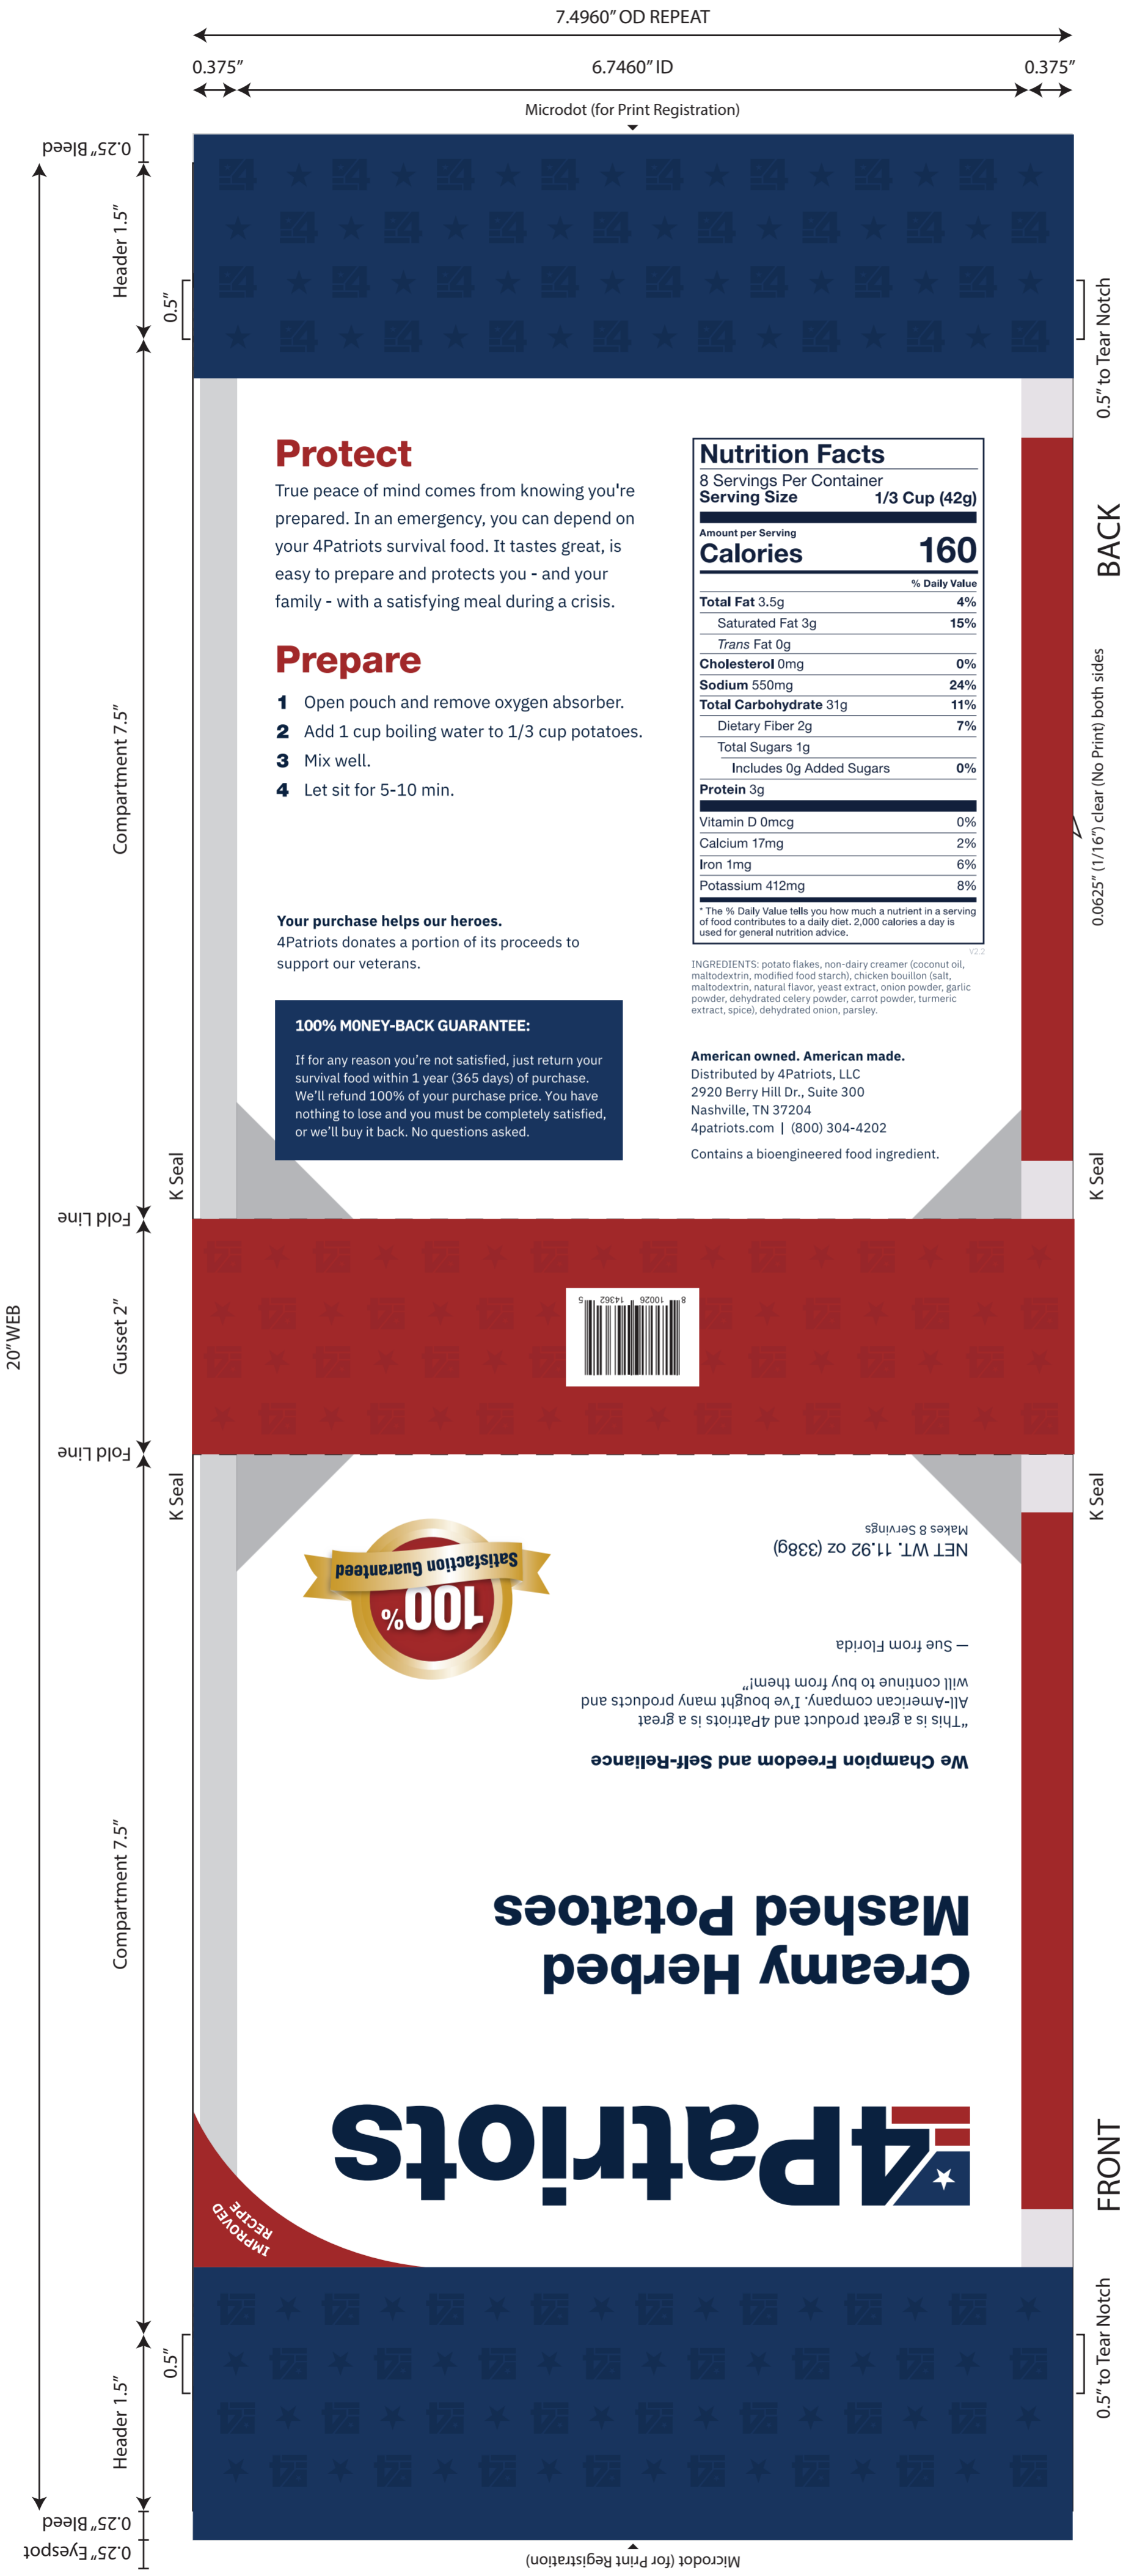 7.4960" OD REPEAT
0.375"
6.7460" ID
0.375"
Microdot (for Print Registration)
0.25" Bleed
Header 1.5"
0.5"
0.5" to Tear Notch
Compartment 7.5"
BACK
0.0625" (1/16") clear (No Print) both sides
Protect
True peace of mind comes from knowing you're
prepared. In an emergency, you can depend on
your 4Patriots survival food. It tastes great, is
easy to prepare and protects you - and your
family - with a satisfying meal during a crisis.
Prepare
1 Open pouch and remove oxygen absorber.
2 Add 1 cup boiling water to 1/3 cup potatoes.
3 Mix well.
4 Let sit for 5-10 min.
Your purchase helps our heroes.
4Patriots donates a portion of its proceeds to
support our veterans.
100% M0NEY-BACK GUARANTEE:
If for any reason you're not satisfied, just return your
survival food within 1 year (365 days) of purchase.
We'll refund 100% of your purchase price. You have
nothing to lose and you must be completely satisfied,
or we'll buy it back. No questions asked.
Nutrition Facts
8 Servings Per Container
Serving Size 1/3 Cup (42g)
Amount per Serving
Calories 160
% Daily Value
Total Fat 3.5g 4%
Saturated Fat 3g 15%
Trans Fat 0g
Cholesterol 0mg 0%
Sodium 550mg 24%
Total Carbohydrate 31g 11%
Dietary Fiber 2g 7%
Total Sugars 1g
Includes 0g Added Sugars 0%
Protein 3g
Vitamin D 0mcg 0%
Calcium 17mg 2%
Iron 1mg 6%
Potassium 412mg 8%
* The % Daily Value tells you how much a nutrient in a serving
of food contributes to a daily diet. 2,000 calories a day is
used for general nutrition advice.
V2.2
INGREDIENTS: potato flakes, non-dairy creamer (coconut oil,
maltodextrin, modified food starch), chicken bouillon (salt,
maltodextrin, natural flavor, yeast extract, onion powder, garlic
powder, dehydrated celery powder, carrot powder, turmeric
extract, spice), dehydrated onion, parsley.
American owned. American made.
Distributed by 4Patriots, LLC
2920 Berry Hill Dr., Suite 300
Nashville, TN 37204
4patriots.com | (800) 304-4202
Contains a bioengineered food ingredient.
K Seal
K Seal
Fold Line
20" WEB
Gusset 2"
8 10026 14362 5
Fold Line
K Seal
K Seal
Compartment 7.5"
FRONT
4Patriots
IMPROVED
RECIPE
Creamy Herbed
Mashed Potatoes
We Champion Freedom and Self-Reliance
"This is a great product and 4Patriots is a great
All-American company. I've bought many products and
will continue to buy from them!"
— Sue from Florida
NET WT. 11.92 oz (338g)
Makes 8 Servings
100%
Satisfaction Guaranteed
0.5"
0.5" to Tear Notch
Header 1.5"
0.25" Bleed
0.25" Eyespot
Microdot (for Print Registration)